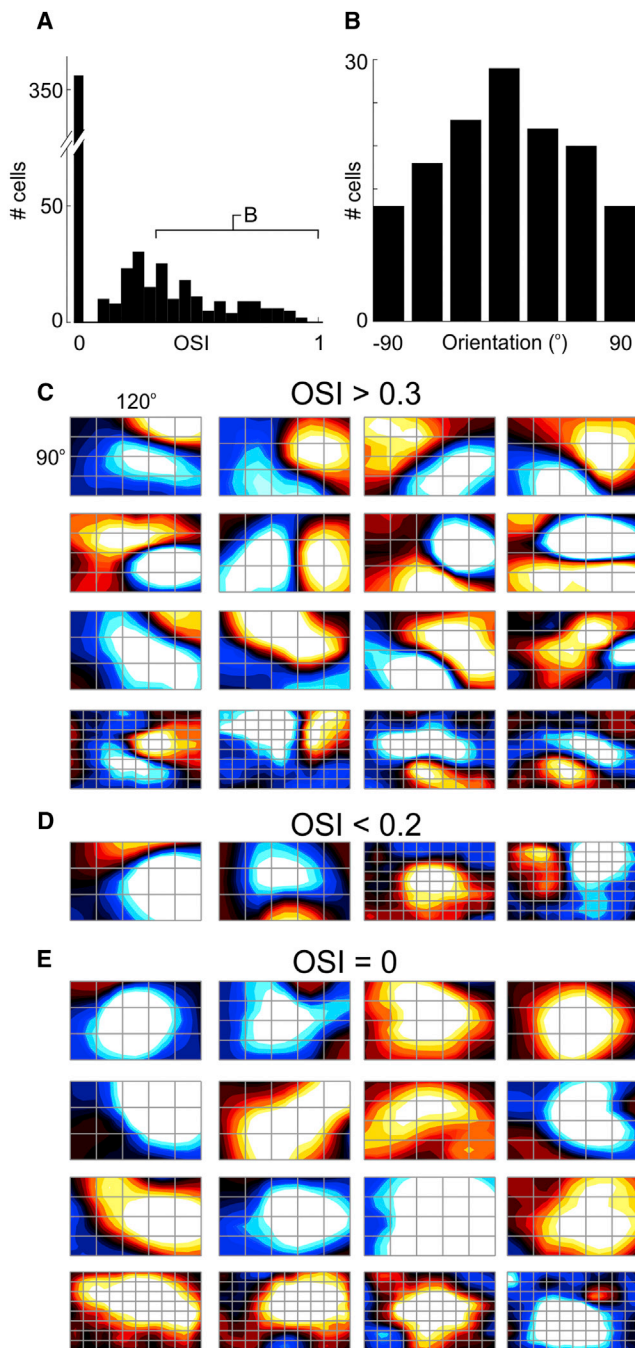 A
350
50
0
# cells
B
0
OSI
1
B
30
0
# cells
-90
Orientation (°)
90
C
OSI > 0.3
120°
90°
D
OSI < 0.2
E
OSI = 0